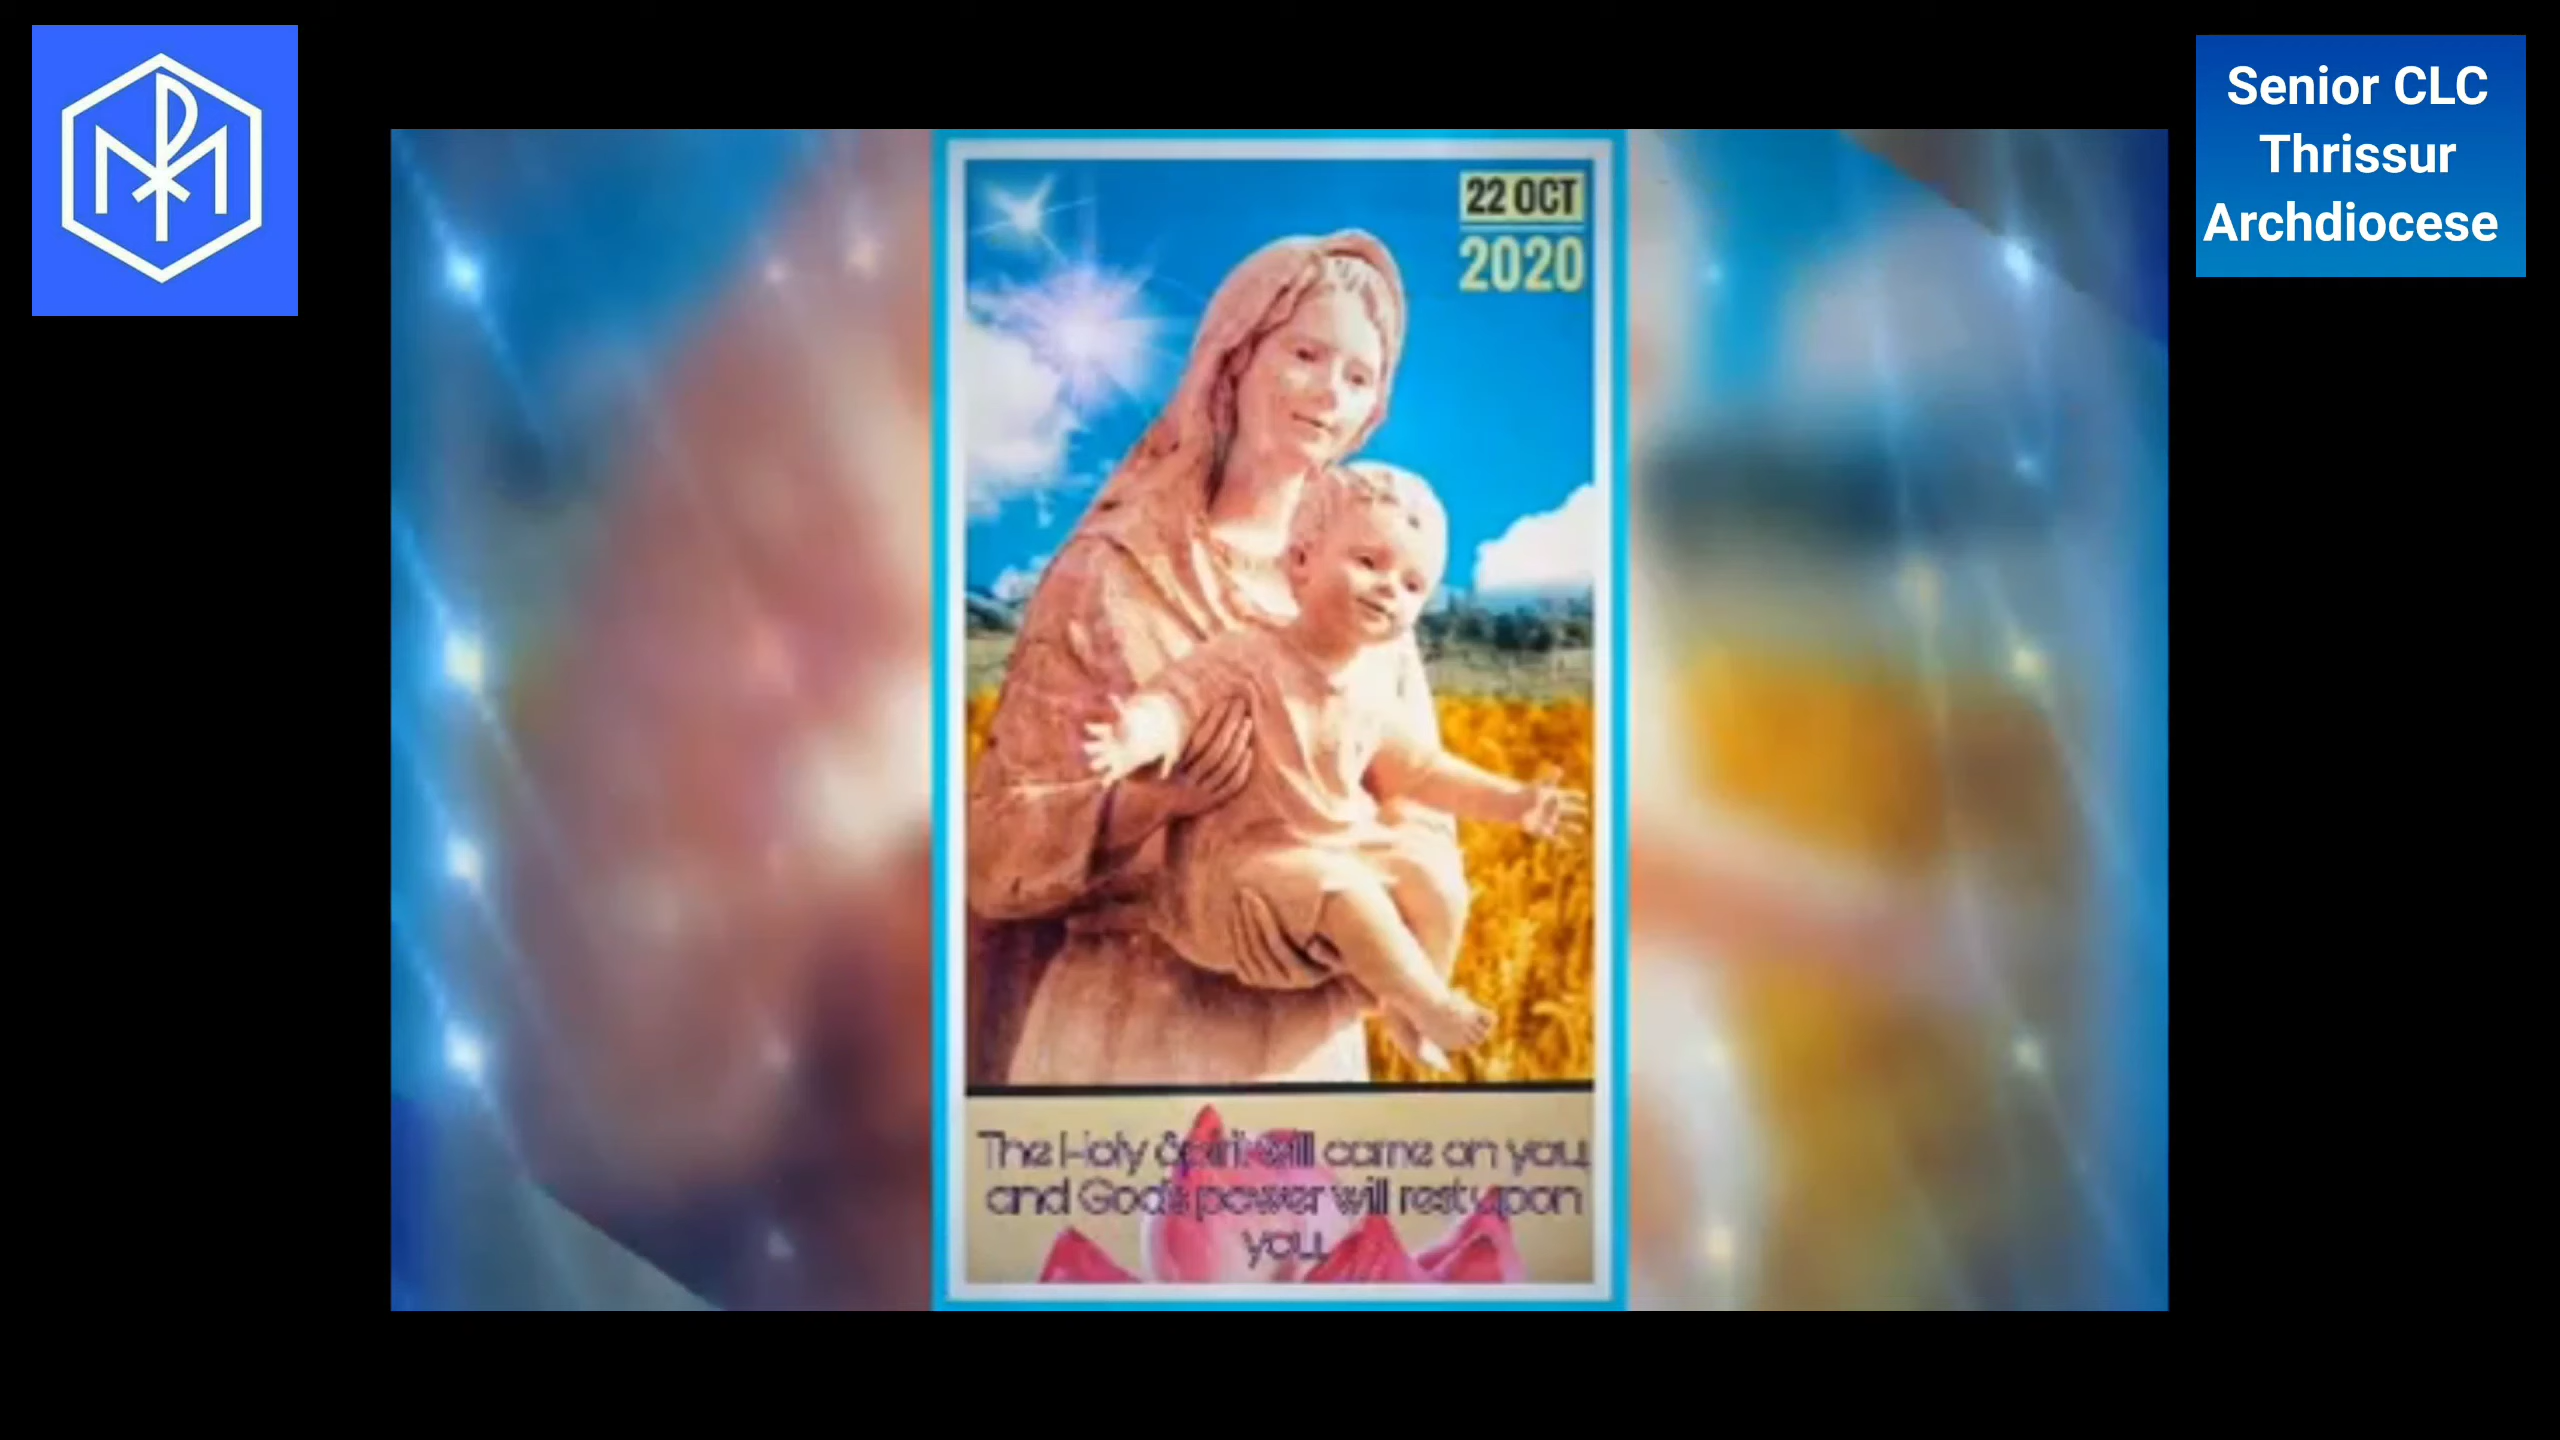 Senior CLC
Thrissur
Archdiocese
22 OCT
2020
The Holy Spirit will come on you,
and God's power will rest upon
you.